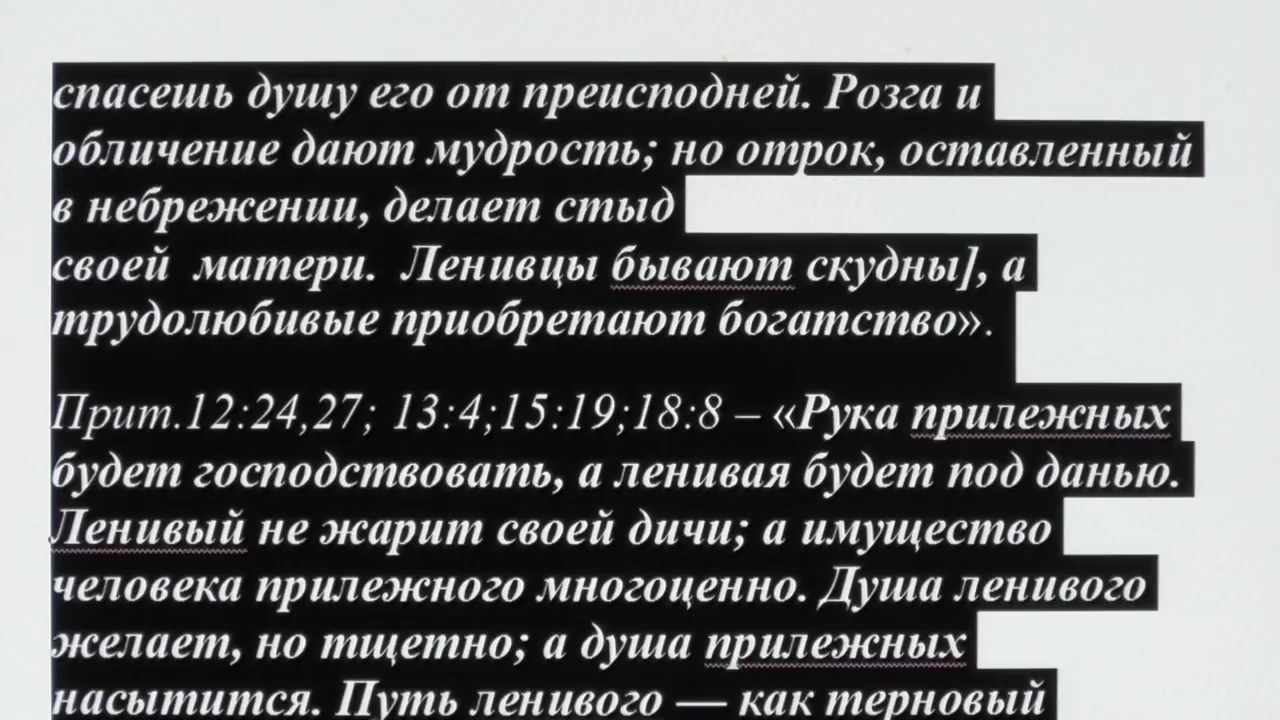 спасешь душу его от преисподней. Розга и
обличение дают мудрость; но отрок, оставленный
в небрежении, делает стыд
своей матери. Ленивцы бывают скудны], а
трудолюбивые приобретают богатство».
Прит.12:24,27; 13:4;15:19;18:8 – «Рука прилежных
будет господствовать, а ленивая будет под данью.
Ленивый не жарит своей дичи; а имущество
человека прилежного многоценно. Душа ленивого
желает, но тщетно; а душа прилежных
насытится. Путь ленивого — как терновый